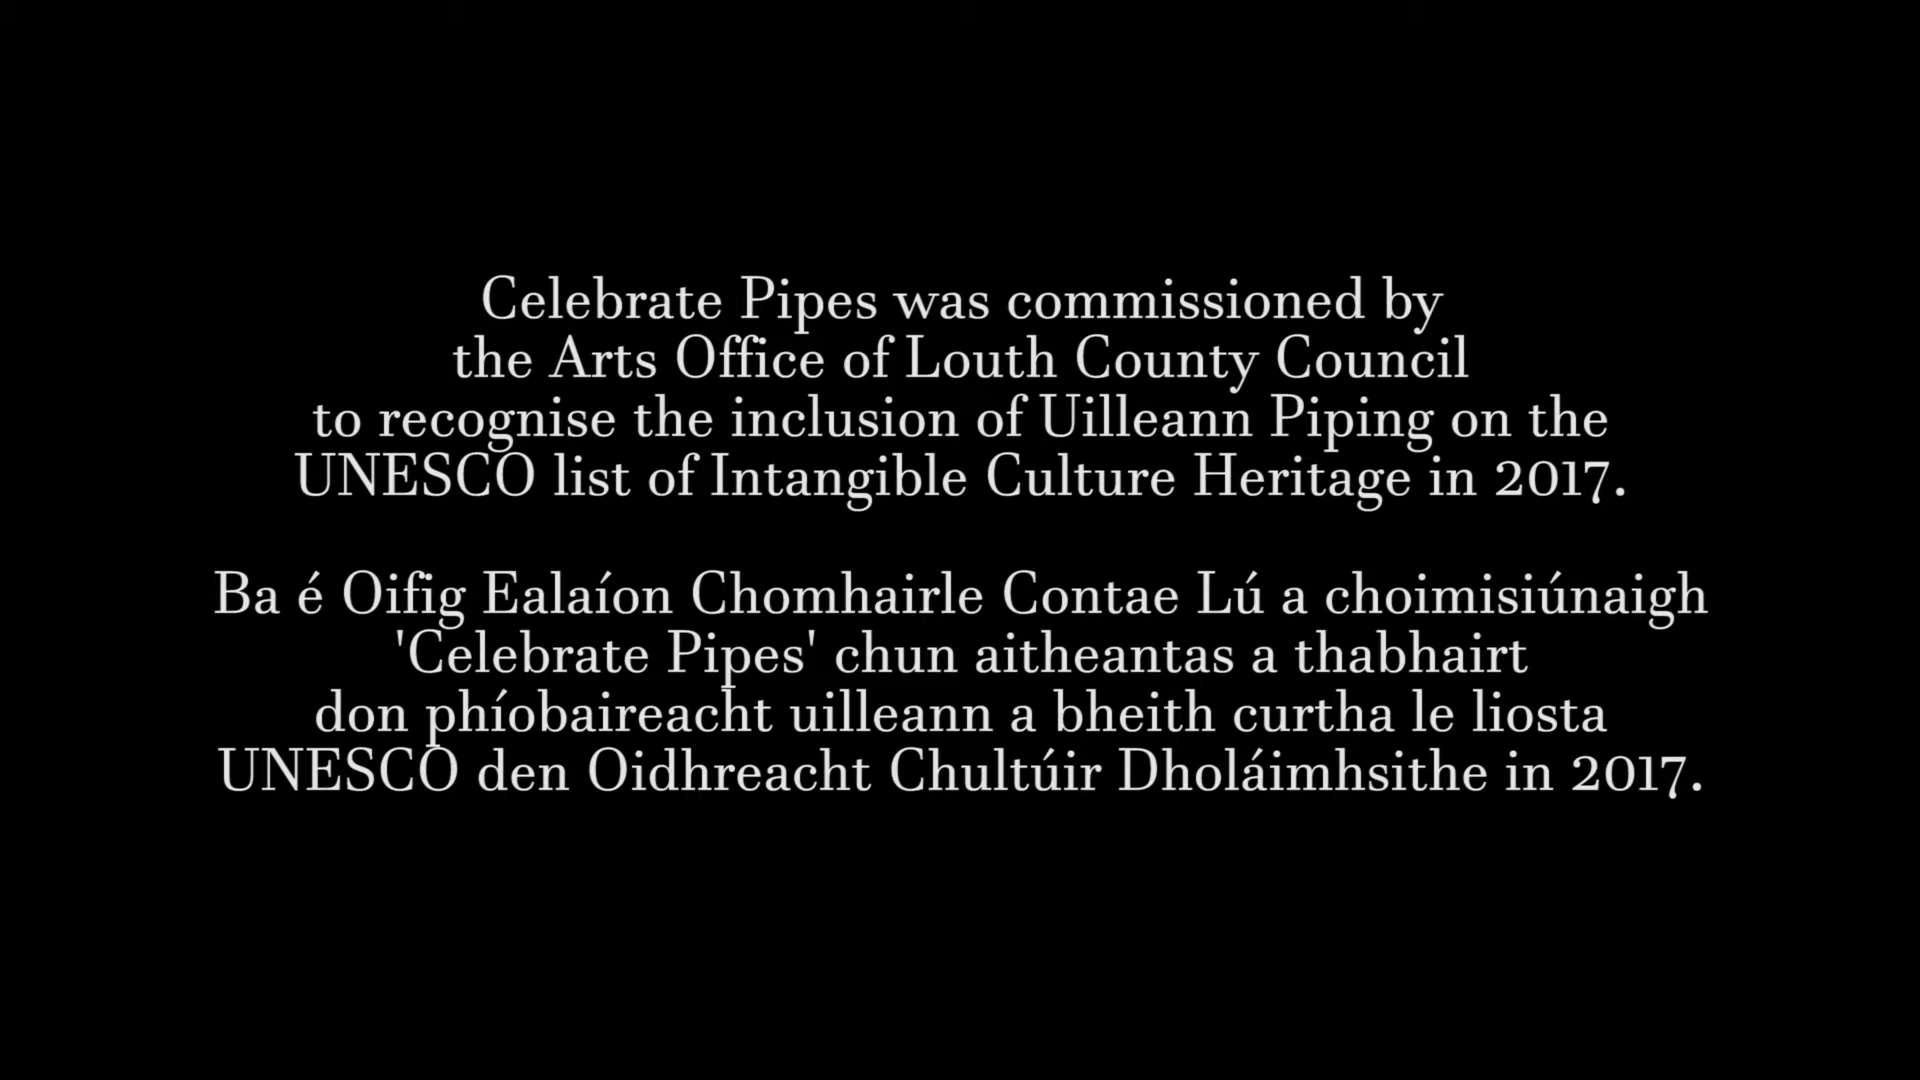 Celebrate Pipes was commissioned by
the Arts Office of Louth County Council
to recognise the inclusion of Uilleann Piping on the
UNESCO list of Intangible Culture Heritage in 2017.
Ba é Oifig Ealaíon Chomhairle Contae Lú a choimisiúnaigh
'Celebrate Pipes' chun aitheantas a thabhairt
don phíobaireacht uilleann a bheith curtha le liosta
UNESCO den Oidhreacht Chultúir Dholáimhsithe in 2017.